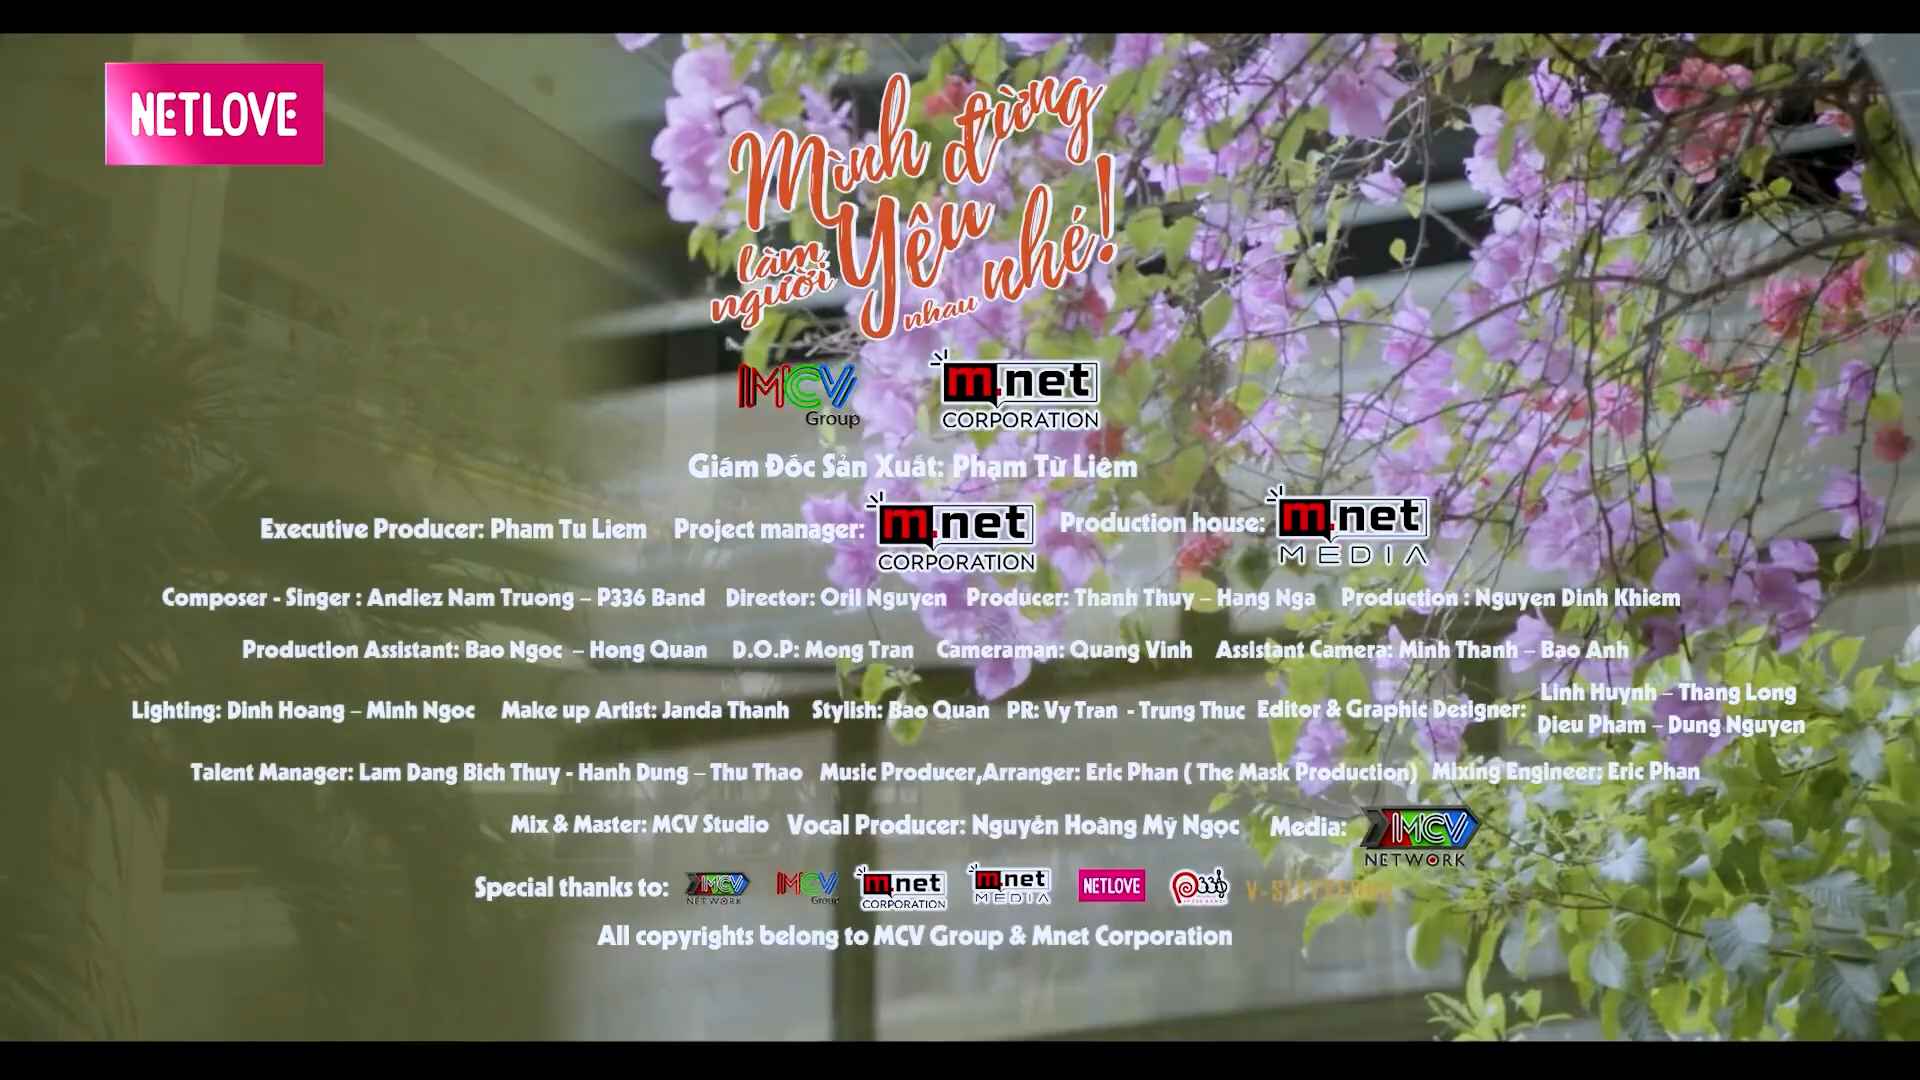 NETLOVE
Mình đừng
làm người Yêu nhau nhé!
MCV Group
m.net CORPORATION
Giám Đốc Sản Xuất: Phạm Từ Liêm
Executive Producer: Pham Tu Liem Project manager: m.net CORPORATION Production house: m.net MEDIA
Composer - Singer : Andiez Nam Truong – P336 Band Director: Oril Nguyen Producer: Thanh Thuy – Hang Nga Production : Nguyen Dinh Khiem
Production Assistant: Bao Ngoc – Hong Quan D.O.P: Mong Tran Cameraman: Quang Vinh Assistant Camera: Minh Thanh – Bao Anh
Lighting: Dinh Hoang – Minh Ngoc Make up Artist: Janda Thanh Stylish: Bao Quan PR: Vy Tran - Trung Thuc Editor & Graphic Designer: Linh Huynh – Thang Long
Dieu Pham – Dung Nguyen
Talent Manager: Lam Dang Bich Thuy - Hanh Dung – Thu Thao Music Producer,Arranger: Eric Phan ( The Mask Production) Mixing Engineer: Eric Phan
Mix & Master: MCV Studio Vocal Producer: Nguyễn Hoàng Mỹ Ngọc Media: MCV NETWORK
Special thanks to: MCV NETWORK MCV Group m.net CORPORATION m.net MEDIA NETLOVE P336 BAND
All copyrights belong to MCV Group & Mnet Corporation